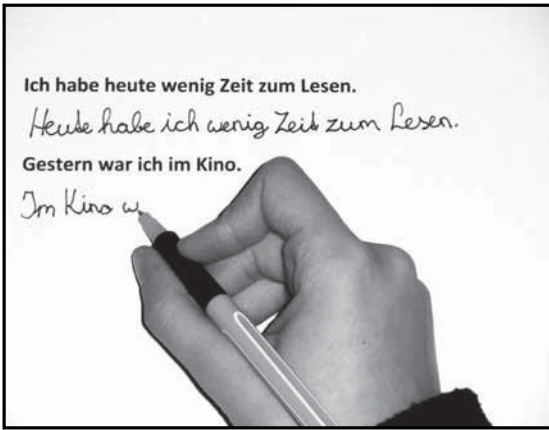 Ich habe heute wenig Zeit zum Lesen.
Heute habe ich wenig Zeit zum Lesen.
Gestern war ich im Kino.
Im Kino w